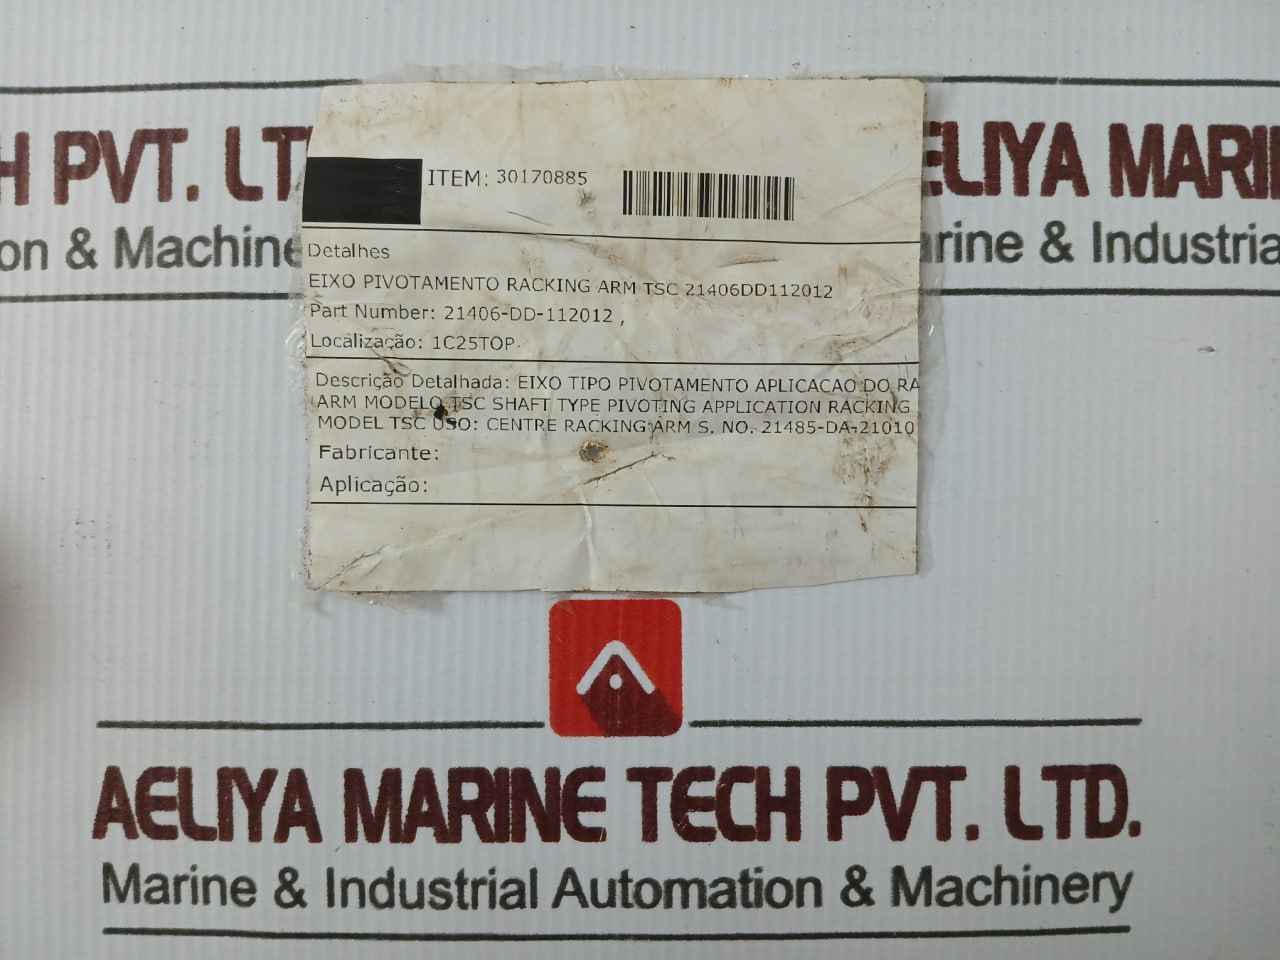 H PVT. LT
ELIYA MARI
on & Machine
arine & Industria
ITEM: 30170885
Detalhes
EIXO PIVOTAMENTO RACKING ARM TSC 21406DD112012
Part Number: 21406-DD-112012 ,
Localização: 1C25TOP
Descrição Detalhada: EIXO TIPO PIVOTAMENTO APLICACAO DO RA
ARM MODELO TSC SHAFT TYPE PIVOTING APPLICATION RACKING
MODEL TSC USO: CENTRE RACKING ARM S. NO. 21485-DA-21010
Fabricante:
Aplicação:
AELIYA MARINE TECH PVT. LTD.
Marine & Industrial Automation & Machinery